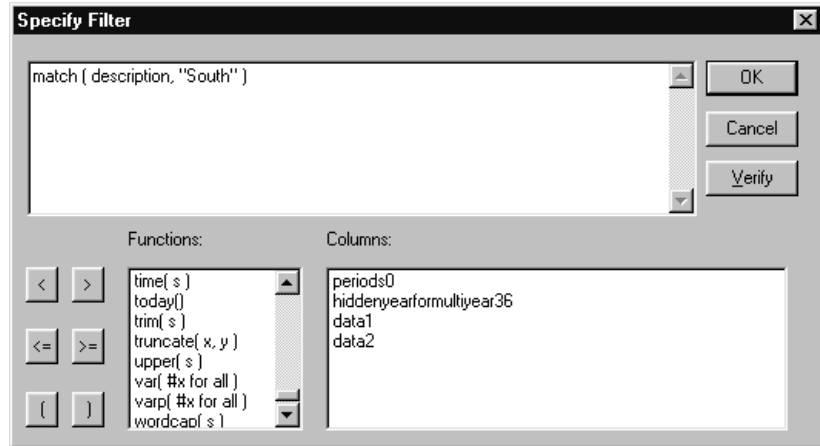 Specify Filter
match ( description, "South" )
OK
Cancel
Verify
Functions:
Columns:
< >
<= >=
( )
time( s )
today()
trim( s )
truncate( x, y )
upper( s )
var( #x for all )
varp( #x for all )
wordcap( s )
periods0
hiddenyearformultiyear36
data1
data2